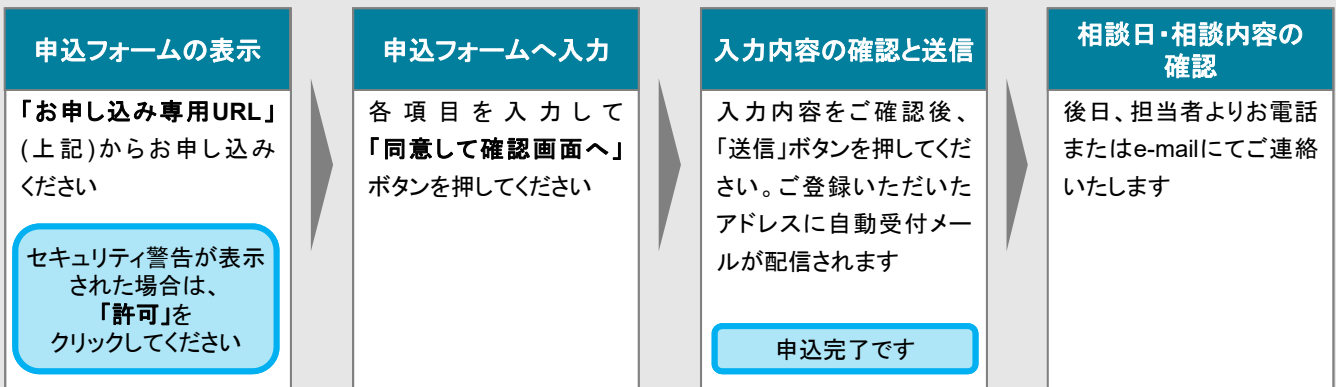 申込フォームの表示
「お申し込み専用URL」
(上記)からお申し込み
ください
セキュリティ警告が表示
された場合は、
「許可」を
クリックしてください
申込フォームへ入力
各項目を入力して
「同意して確認画面へ」
ボタンを押してください
入力内容の確認と送信
入力内容をご確認後、
「送信」ボタンを押してくだ
さい。ご登録いただいた
アドレスに自動受付メー
ルが配信されます
申込完了です
相談日・相談内容の
確認
後日、担当者よりお電話
またはe-mailにてご連絡
いたします